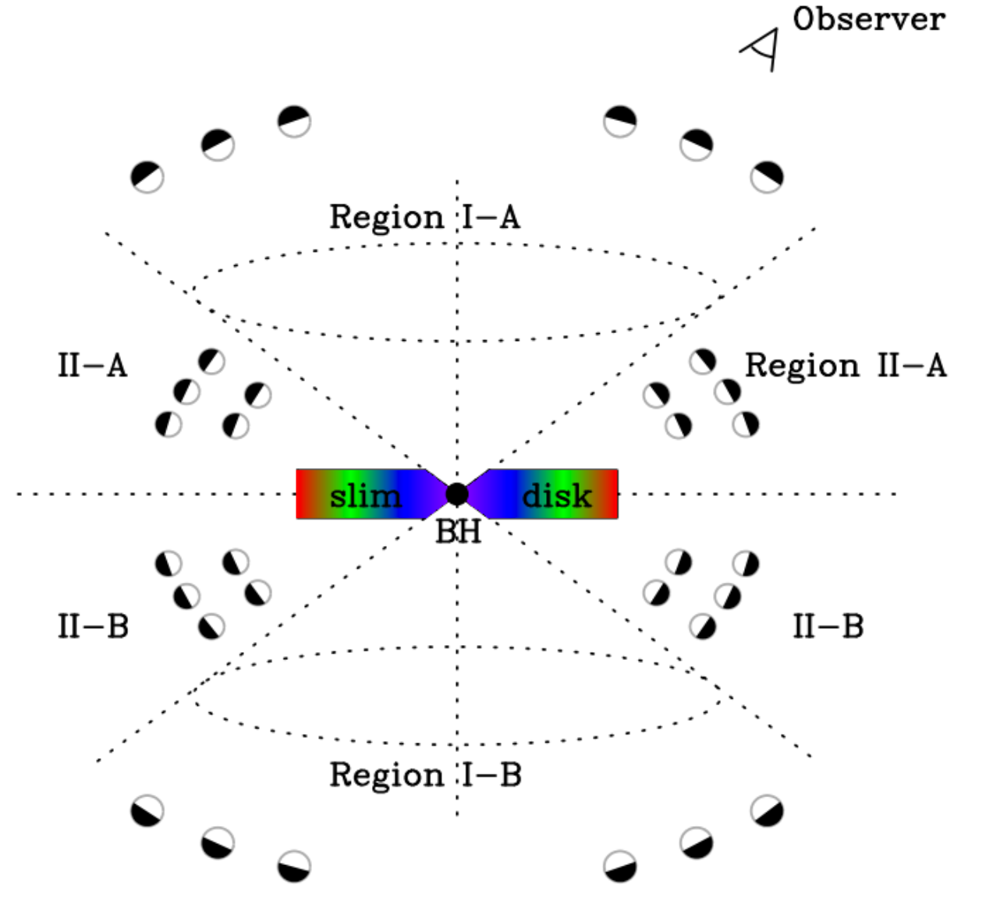 Observer
Region I-A
II-A
Region II-A
slim disk
BH
II-B
II-B
Region I-B